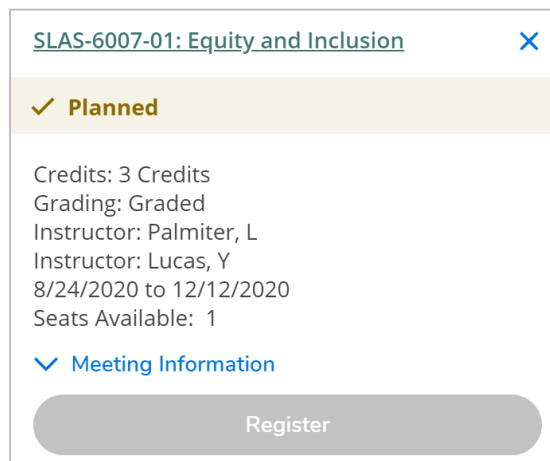 SLAS-6007-01: Equity and Inclusion
Planned
Credits: 3 Credits
Grading: Graded
Instructor: Palmiter, L
Instructor: Lucas, Y
8/24/2020 to 12/12/2020
Seats Available: 1
Meeting Information
Register